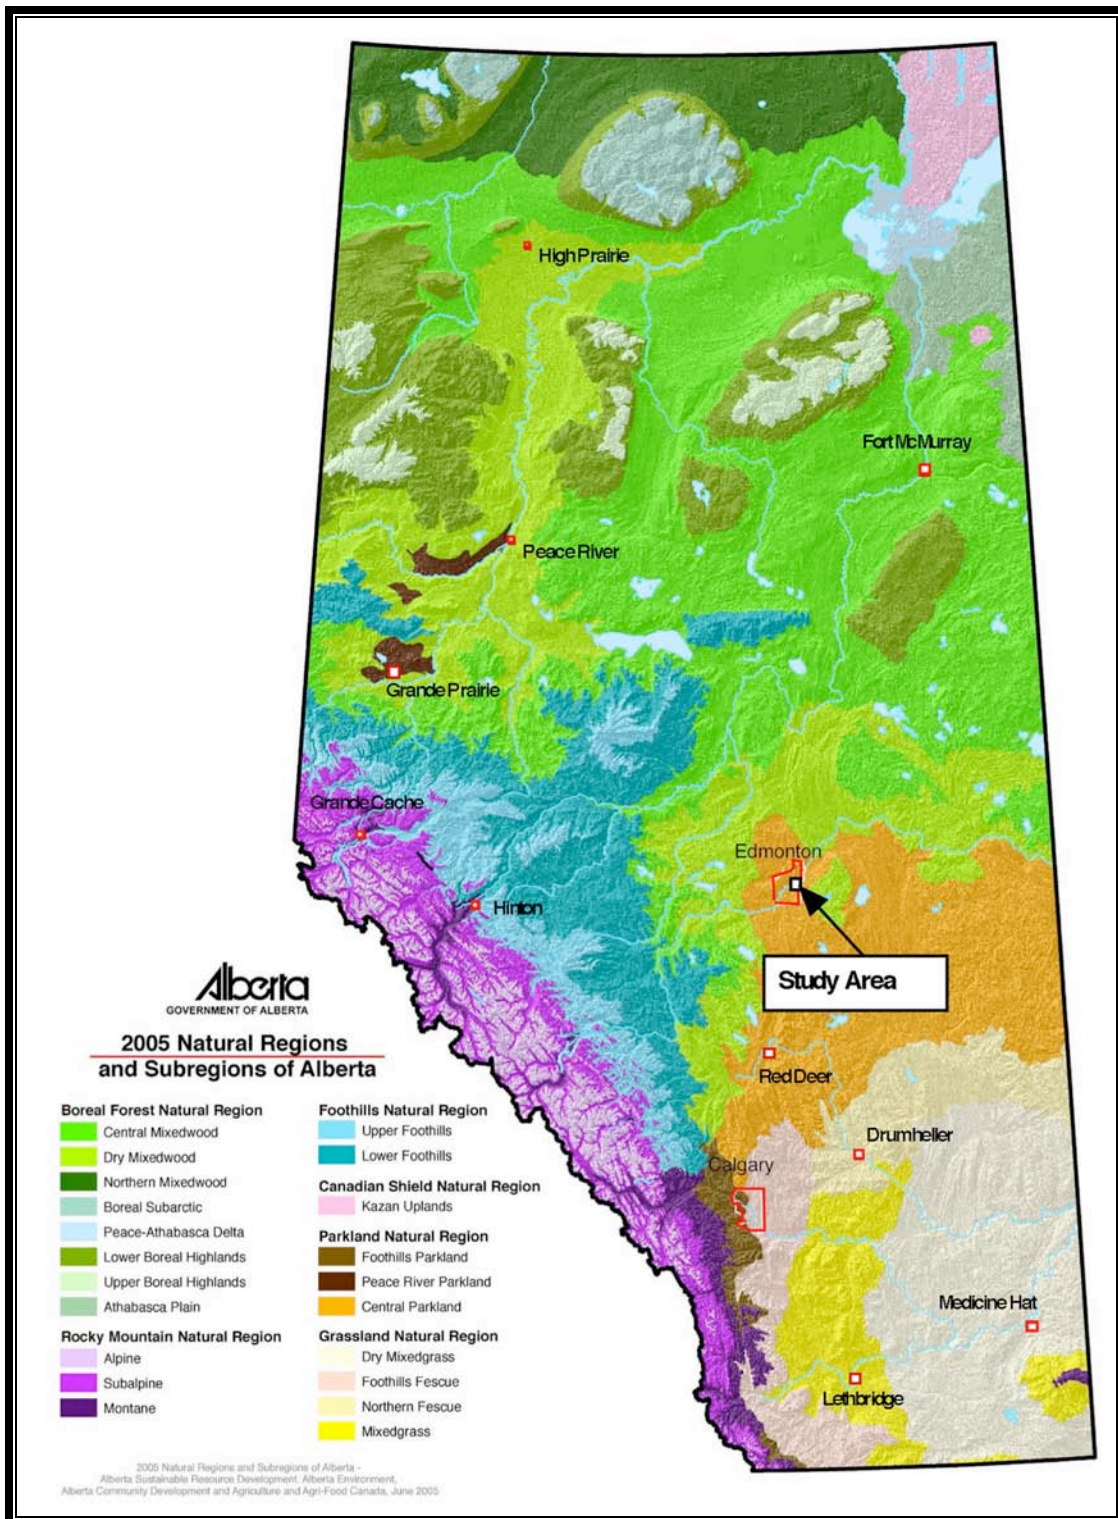 High Prairie
Fort McMurray
Peace River
Grande Prairie
Grande Cache
Edmonton
Hinton
Study Area
Red Deer
Drumheller
Calgary
Medicine Hat
Lethbridge
Alberta
GOVERNMENT OF ALBERTA
2005 Natural Regions
and Subregions of Alberta
Boreal Forest Natural Region
Central Mixedwood
Dry Mixedwood
Northern Mixedwood
Boreal Subarctic
Peace-Athabasca Delta
Lower Boreal Highlands
Upper Boreal Highlands
Athabasca Plain
Rocky Mountain Natural Region
Alpine
Subalpine
Montane
Foothills Natural Region
Upper Foothills
Lower Foothills
Canadian Shield Natural Region
Kazan Uplands
Parkland Natural Region
Foothills Parkland
Peace River Parkland
Central Parkland
Grassland Natural Region
Dry Mixedgrass
Foothills Fescue
Northern Fescue
Mixedgrass
2005 Natural Regions and Subregions of Alberta -
Alberta Sustainable Resource Development, Alberta Environment,
Alberta Community Development and Agriculture and Agri-Food Canada, June 2005